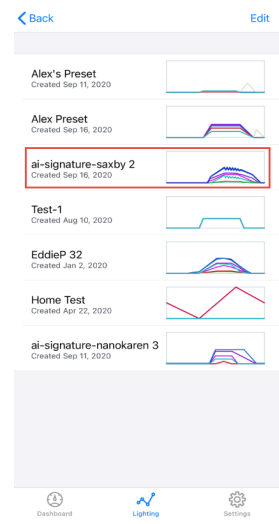 Back Edit
Alex's Preset
Created Sep 11, 2020
Alex Preset
Created Sep 16, 2020
ai-signature-saxby 2
Created Sep 16, 2020
Test-1
Created Aug 10, 2020
EddieP 32
Created Jan 2, 2020
Home Test
Created Apr 22, 2020
ai-signature-nanokaren 3
Created Sep 11, 2020
Dashboard Lighting Settings